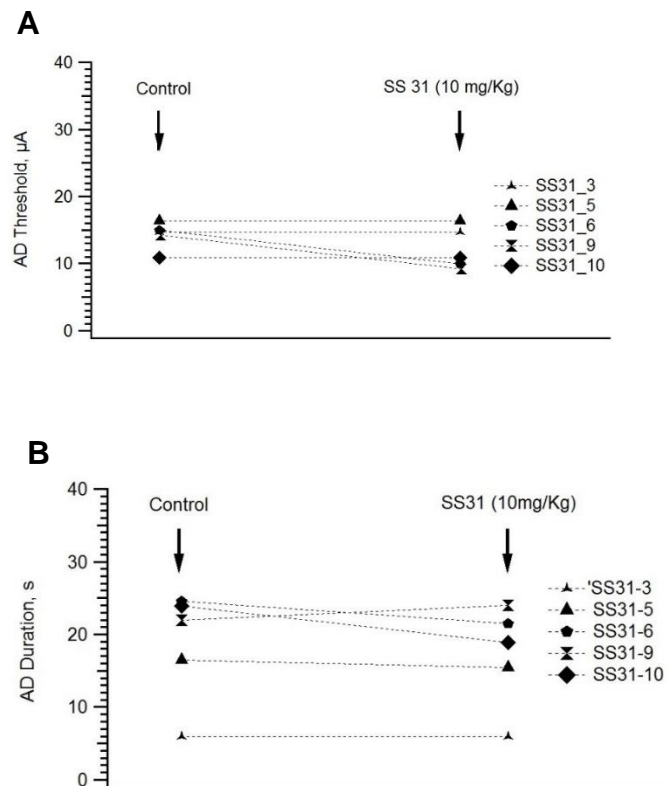 A
40
Control
SS 31 (10 mg/Kg)
30
AD Threshold, µA
20
SS31_3
SS31_5
SS31_6
SS31_9
SS31_10
10
0
B
40
Control
SS31 (10mg/Kg)
30
AD Duration, s
'SS31-3
SS31-5
SS31-6
SS31-9
SS31-10
20
10
0